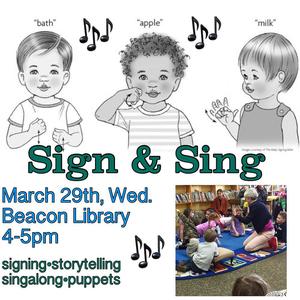 "bath" "apple" "milk"
Sign & Sing
March 29th, Wed.
Beacon Library
4-5pm
signing•storytelling
singalong•puppets